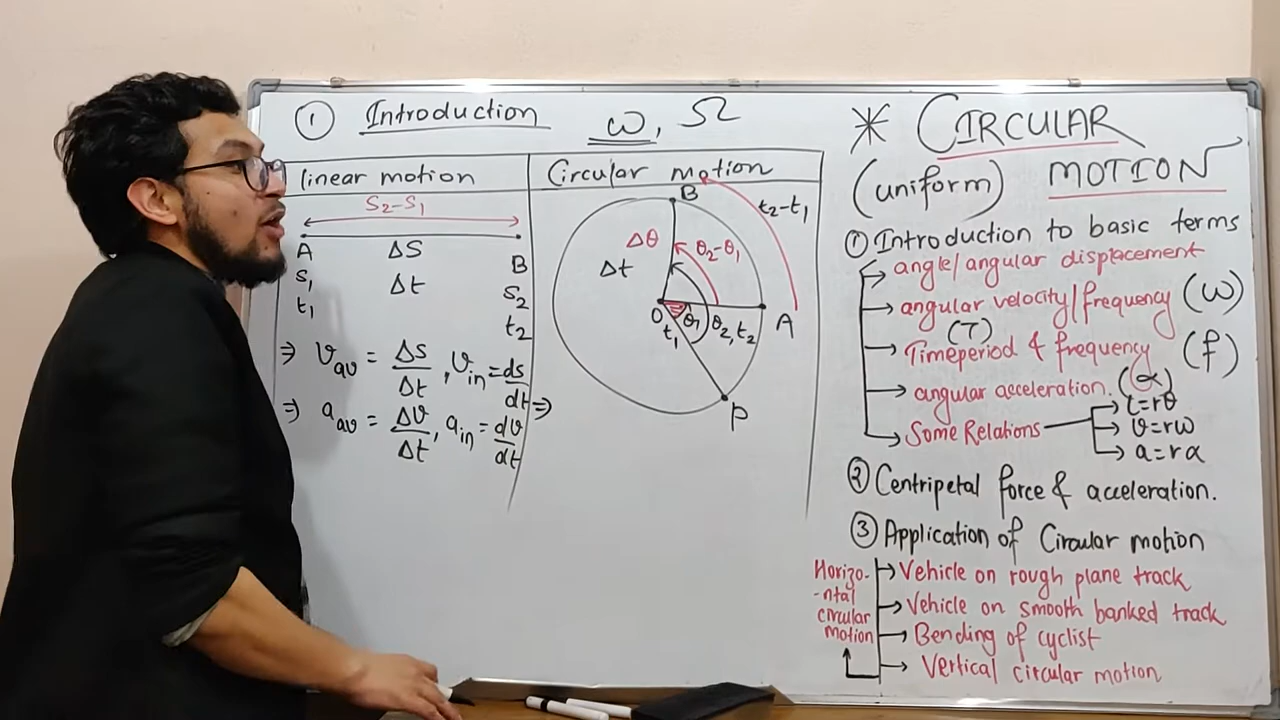 ① Introduction
ω, Ω
linear motion
S₂-S₁
A ΔS B
S₁ Δt S₂
t₁ t₂
⇒ v_av = Δs/Δt, v_in = ds/dt
⇒ a_av = Δv/Δt, a_in = dv/dt
Circular motion
B t₂-t₁
Δθ θ₂-θ₁
Δt
O θ₁ θ₂, t₂ A
t₁
P
⇒
* CIRCULAR
(uniform) MOTION
① Introduction to basic terms
→ angle/angular displacement
→ angular velocity/frequency (ω)
(T)
→ Timeperiod & frequency (f)
→ angular acceleration. (α)
→ Some Relations → l=rθ
→ v=rω
→ a=rα
② Centripetal force & acceleration.
③ Application of Circular motion
Horizo-
-ntal
circular
motion
→ Vehicle on rough plane track
→ Vehicle on smooth banked track
→ Bending of cyclist
→ Vertical circular motion